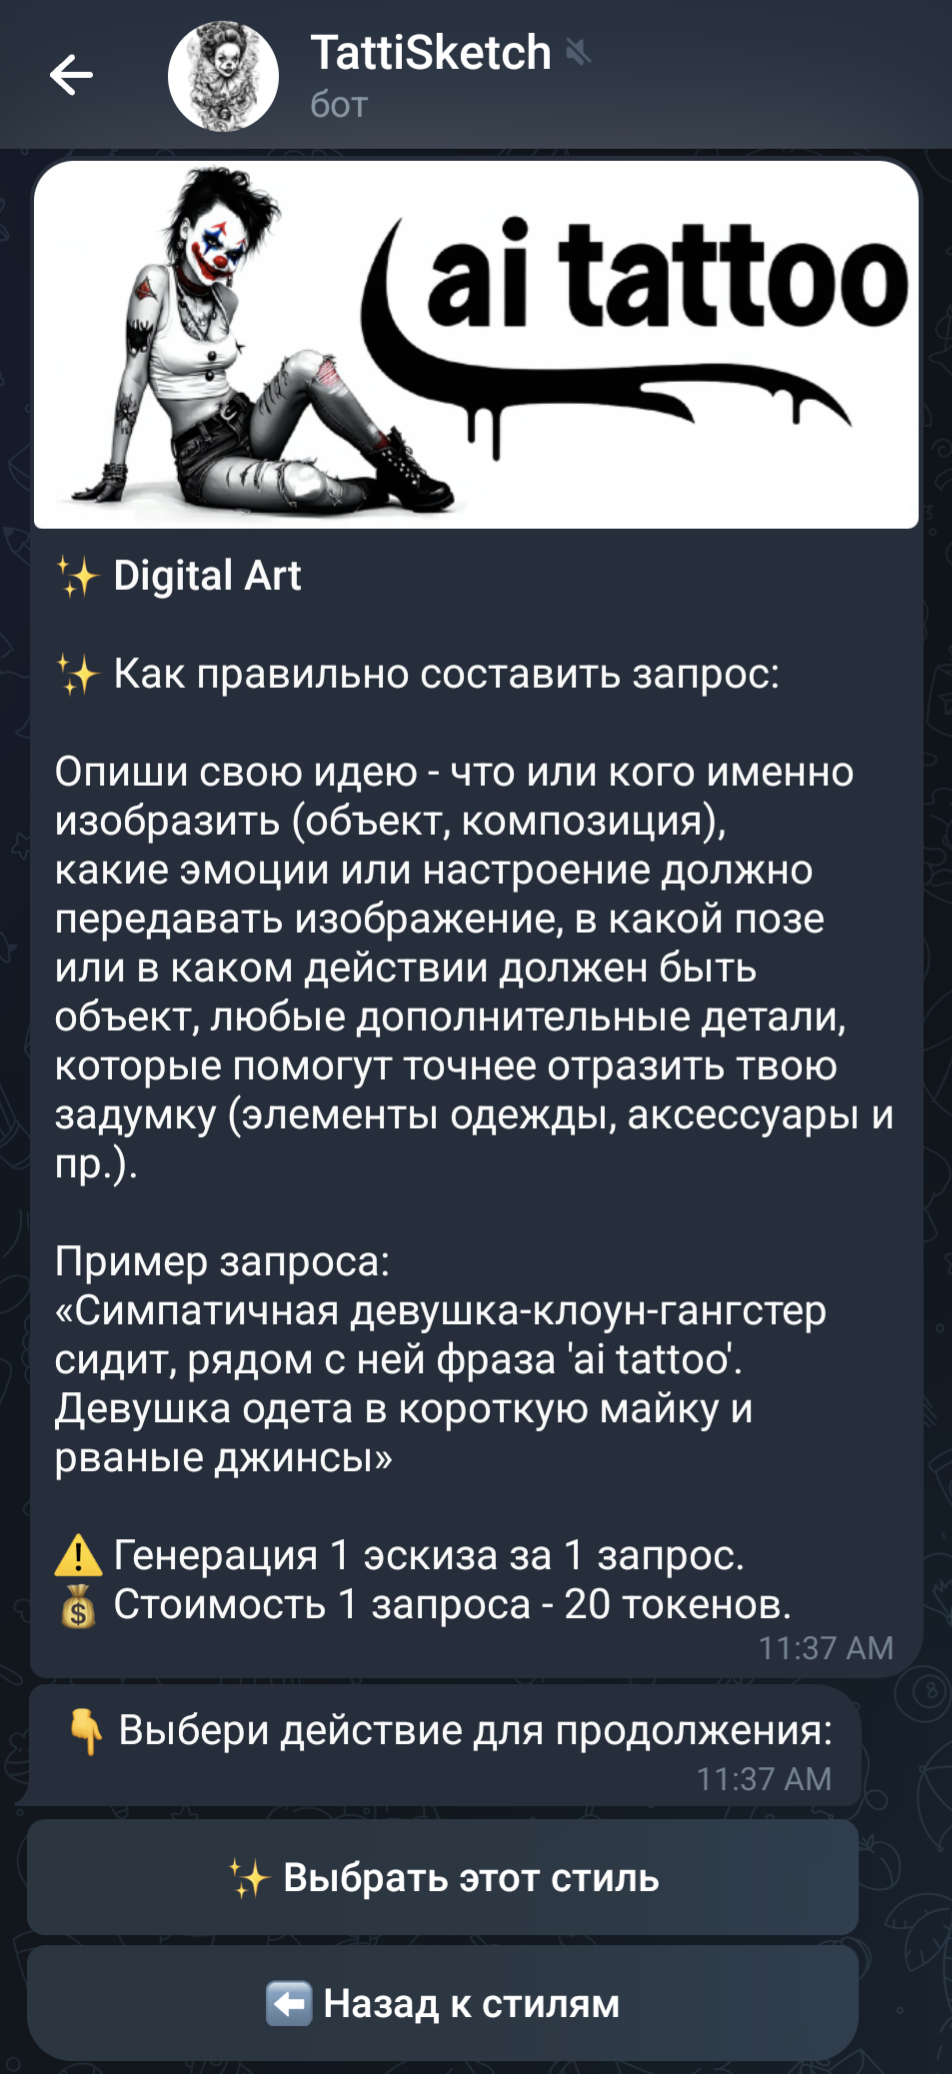 TattiSketch
бот
ai tattoo
✨ Digital Art
✨ Как правильно составить запрос:
Опиши свою идею - что или кого именно
изобразить (объект, композиция),
какие эмоции или настроение должно
передавать изображение, в какой позе
или в каком действии должен быть
объект, любые дополнительные детали,
которые помогут точнее отразить твою
задумку (элементы одежды, аксессуары и
пр.).
Пример запроса:
«Симпатичная девушка-клоун-гангстер
сидит, рядом с ней фраза 'ai tattoo'.
Девушка одета в короткую майку и
рваные джинсы»
⚠️ Генерация 1 эскиза за 1 запрос.
💰 Стоимость 1 запроса - 20 токенов.
11:37 AM
👇 Выбери действие для продолжения:
11:37 AM
✨ Выбрать этот стиль
⬅️ Назад к стилям